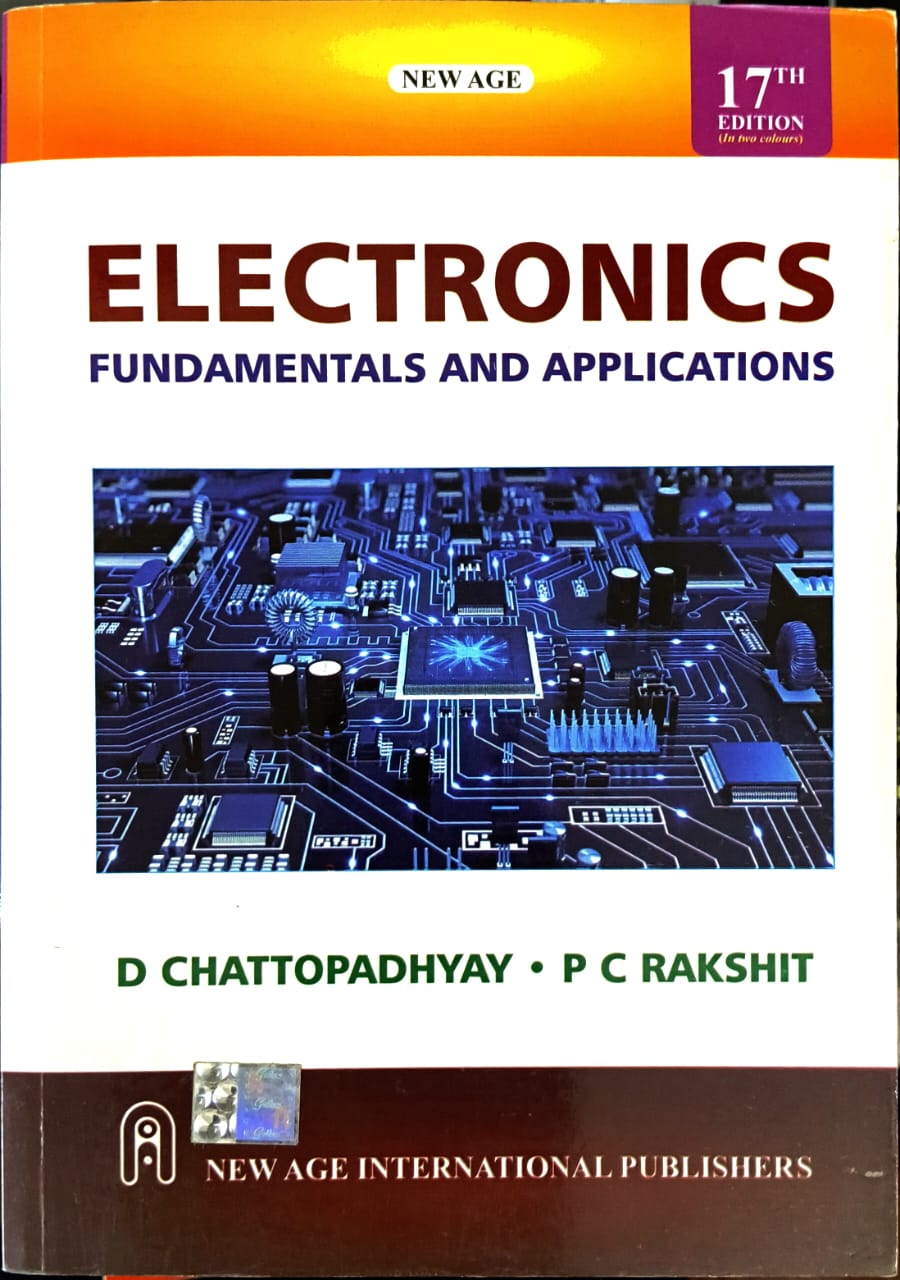 NEW AGE
17TH
EDITION
(In two colours)
ELECTRONICS
FUNDAMENTALS AND APPLICATIONS
D CHATTOPADHYAY • P C RAKSHIT
NEW AGE INTERNATIONAL PUBLISHERS